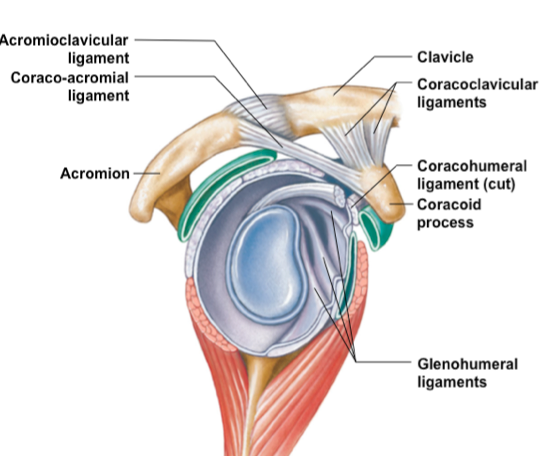 Acromioclavicular
ligament
Coraco-acromial
ligament
Acromion
Clavicle
Coracoclavicular
ligaments
Coracohumeral
ligament (cut)
Coracoid
process
Glenohumeral
ligaments